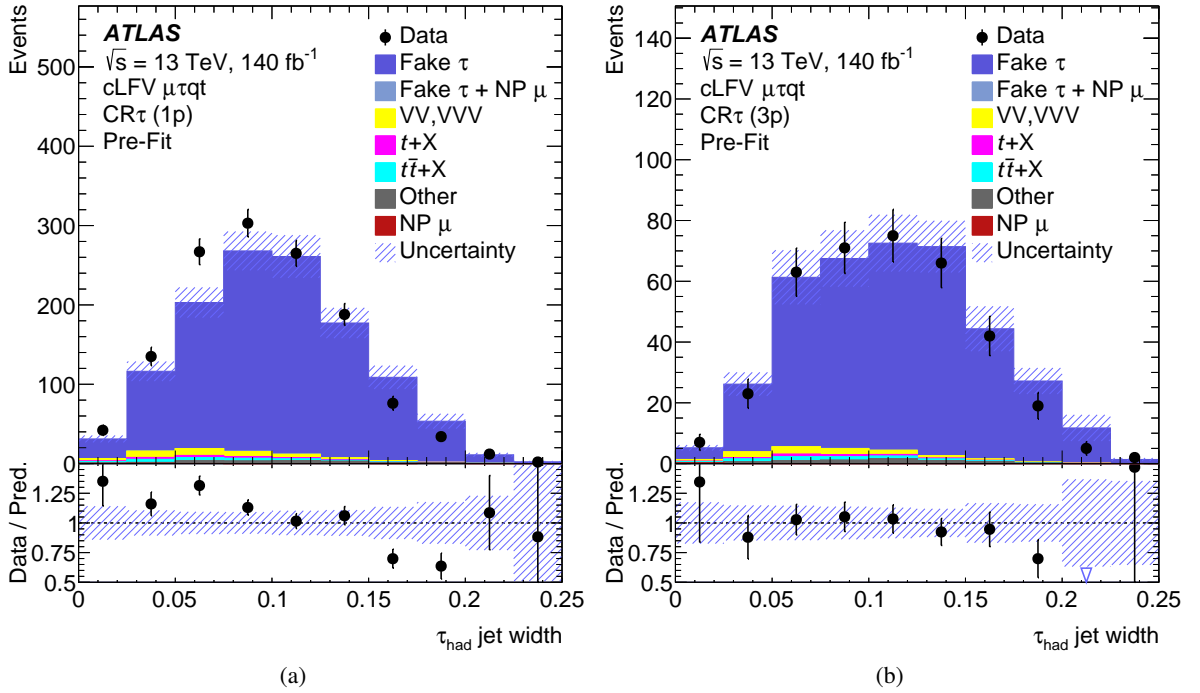 Events
500
400
300
200
100
0
ATLAS
√s = 13 TeV, 140 fb⁻¹
cLFV μτqt
CRτ (1p)
Pre-Fit
Data
Fake τ
Fake τ + NP μ
VV,VVV
t+X
tt̄+X
Other
NP μ
Uncertainty
Data / Pred.
1.25
1
0.75
0.5
0 0.05 0.1 0.15 0.2 0.25
τhad jet width
(a)
Events
140
120
100
80
60
40
20
0
ATLAS
√s = 13 TeV, 140 fb⁻¹
cLFV μτqt
CRτ (3p)
Pre-Fit
Data
Fake τ
Fake τ + NP μ
VV,VVV
t+X
tt̄+X
Other
NP μ
Uncertainty
Data / Pred.
1.25
1
0.75
0.5
0 0.05 0.1 0.15 0.2 0.25
τhad jet width
(b)